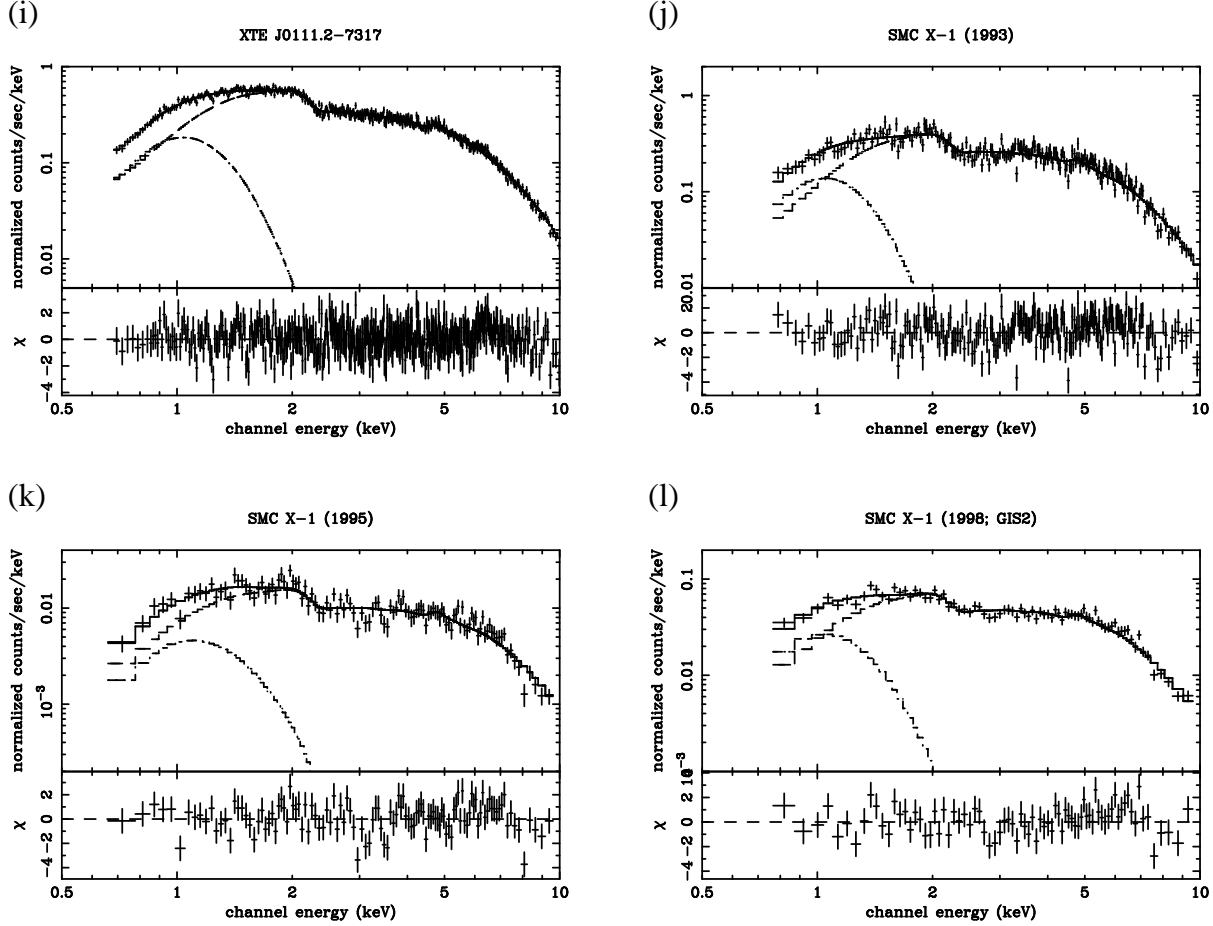 (i)
XTE J0111.2−7317
normalized counts/sec/keV
1
0.1
0.01
χ
2
0
−2
−4
0.5 1 2 5 10
channel energy (keV)
(j)
SMC X−1 (1993)
normalized counts/sec/keV
1
0.1
0.01
χ
2
0
−2
−4
0.5 1 2 5 10
channel energy (keV)
(k)
SMC X−1 (1995)
normalized counts/sec/keV
0.01
10−3
χ
2
0
−2
−4
0.5 1 2 5 10
channel energy (keV)
(l)
SMC X−1 (1998; GIS2)
normalized counts/sec/keV
0.1
0.01
10−3
χ
2
0
−2
−4
0.5 1 2 5 10
channel energy (keV)